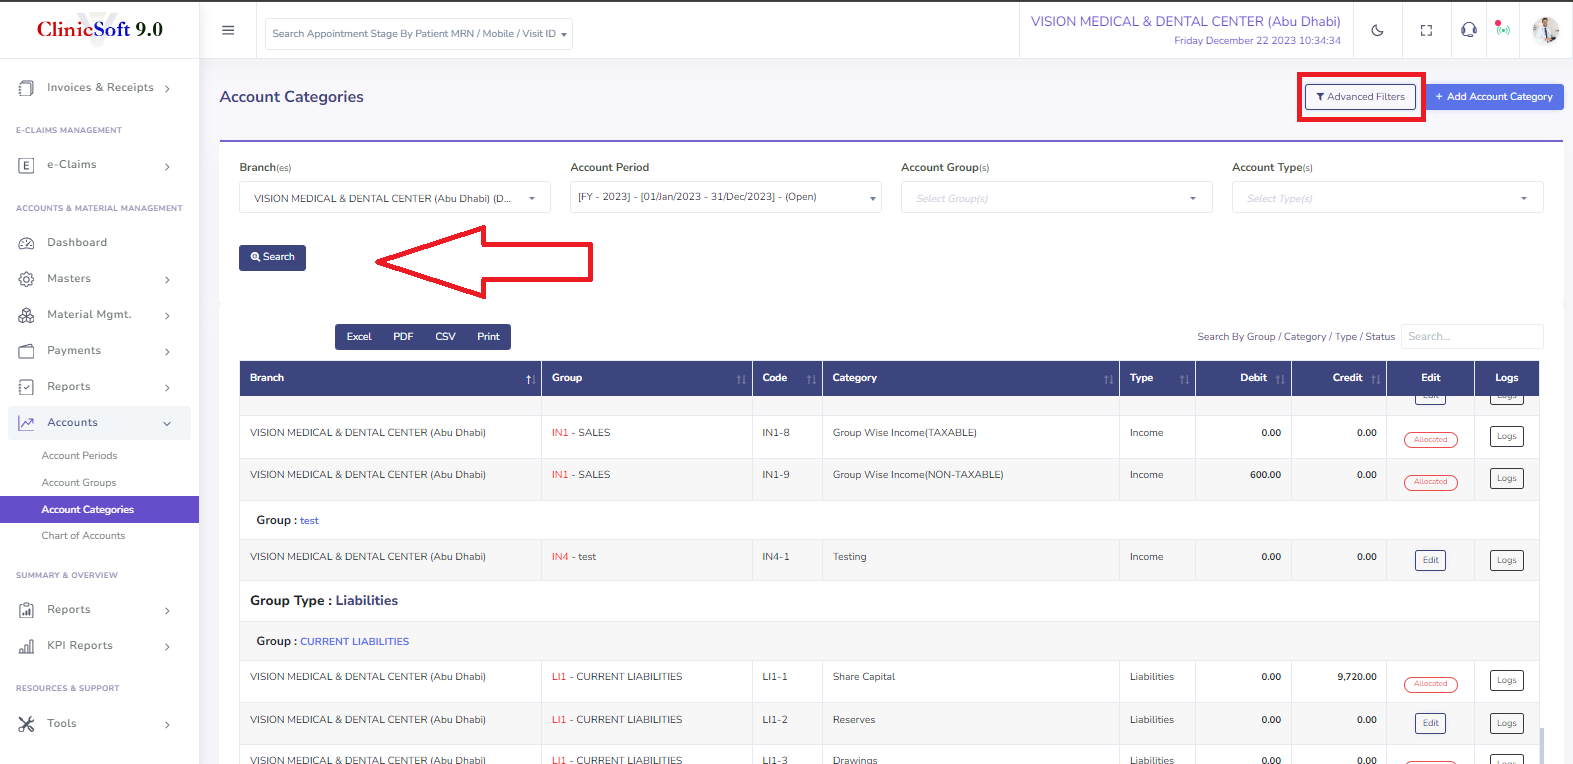 ClinicSoft 9.0
Search Appointment Stage By Patient MRN / Mobile / Visit ID
VISION MEDICAL & DENTAL CENTER (Abu Dhabi)
Friday December 22 2023 10:34:34
Invoices & Receipts
E-CLAIMS MANAGEMENT
E e-Claims
ACCOUNTS & MATERIAL MANAGEMENT
Dashboard
Masters
Material Mgmt.
Payments
Reports
Accounts
Account Periods
Account Groups
Account Categories
Chart of Accounts
SUMMARY & OVERVIEW
Reports
KPI Reports
RESOURCES & SUPPORT
Tools
Account Categories
Advanced Filters
+ Add Account Category
Branch(es) Account Period Account Group(s) Account Type(s)
VISION MEDICAL & DENTAL CENTER (Abu Dhabi) (D... [FY - 2023] - [01/Jan/2023 - 31/Dec/2023] - (Open) Select Group(s) Select Type(s)
Search
Excel PDF CSV Print
Search By Group / Category / Type / Status Search...
Branch Group Code Category Type Debit Credit Edit Logs
Edit Logs
VISION MEDICAL & DENTAL CENTER (Abu Dhabi) IN1 - SALES IN1-8 Group Wise Income(TAXABLE) Income 0.00 0.00 Allocated Logs
VISION MEDICAL & DENTAL CENTER (Abu Dhabi) IN1 - SALES IN1-9 Group Wise Income(NON-TAXABLE) Income 600.00 0.00 Allocated Logs
Group : test
VISION MEDICAL & DENTAL CENTER (Abu Dhabi) IN4 - test IN4-1 Testing Income 0.00 0.00 Edit Logs
Group Type : Liabilities
Group : CURRENT LIABILITIES
VISION MEDICAL & DENTAL CENTER (Abu Dhabi) LI1 - CURRENT LIABILITIES LI1-1 Share Capital Liabilities 0.00 9,720.00 Allocated Logs
VISION MEDICAL & DENTAL CENTER (Abu Dhabi) LI1 - CURRENT LIABILITIES LI1-2 Reserves Liabilities 0.00 0.00 Edit Logs
VISION MEDICAL & DENTAL CENTER (Abu Dhabi) LI1 - CURRENT LIABILITIES LI1-3 Drawings Liabilities 0.00 0.00 Logs